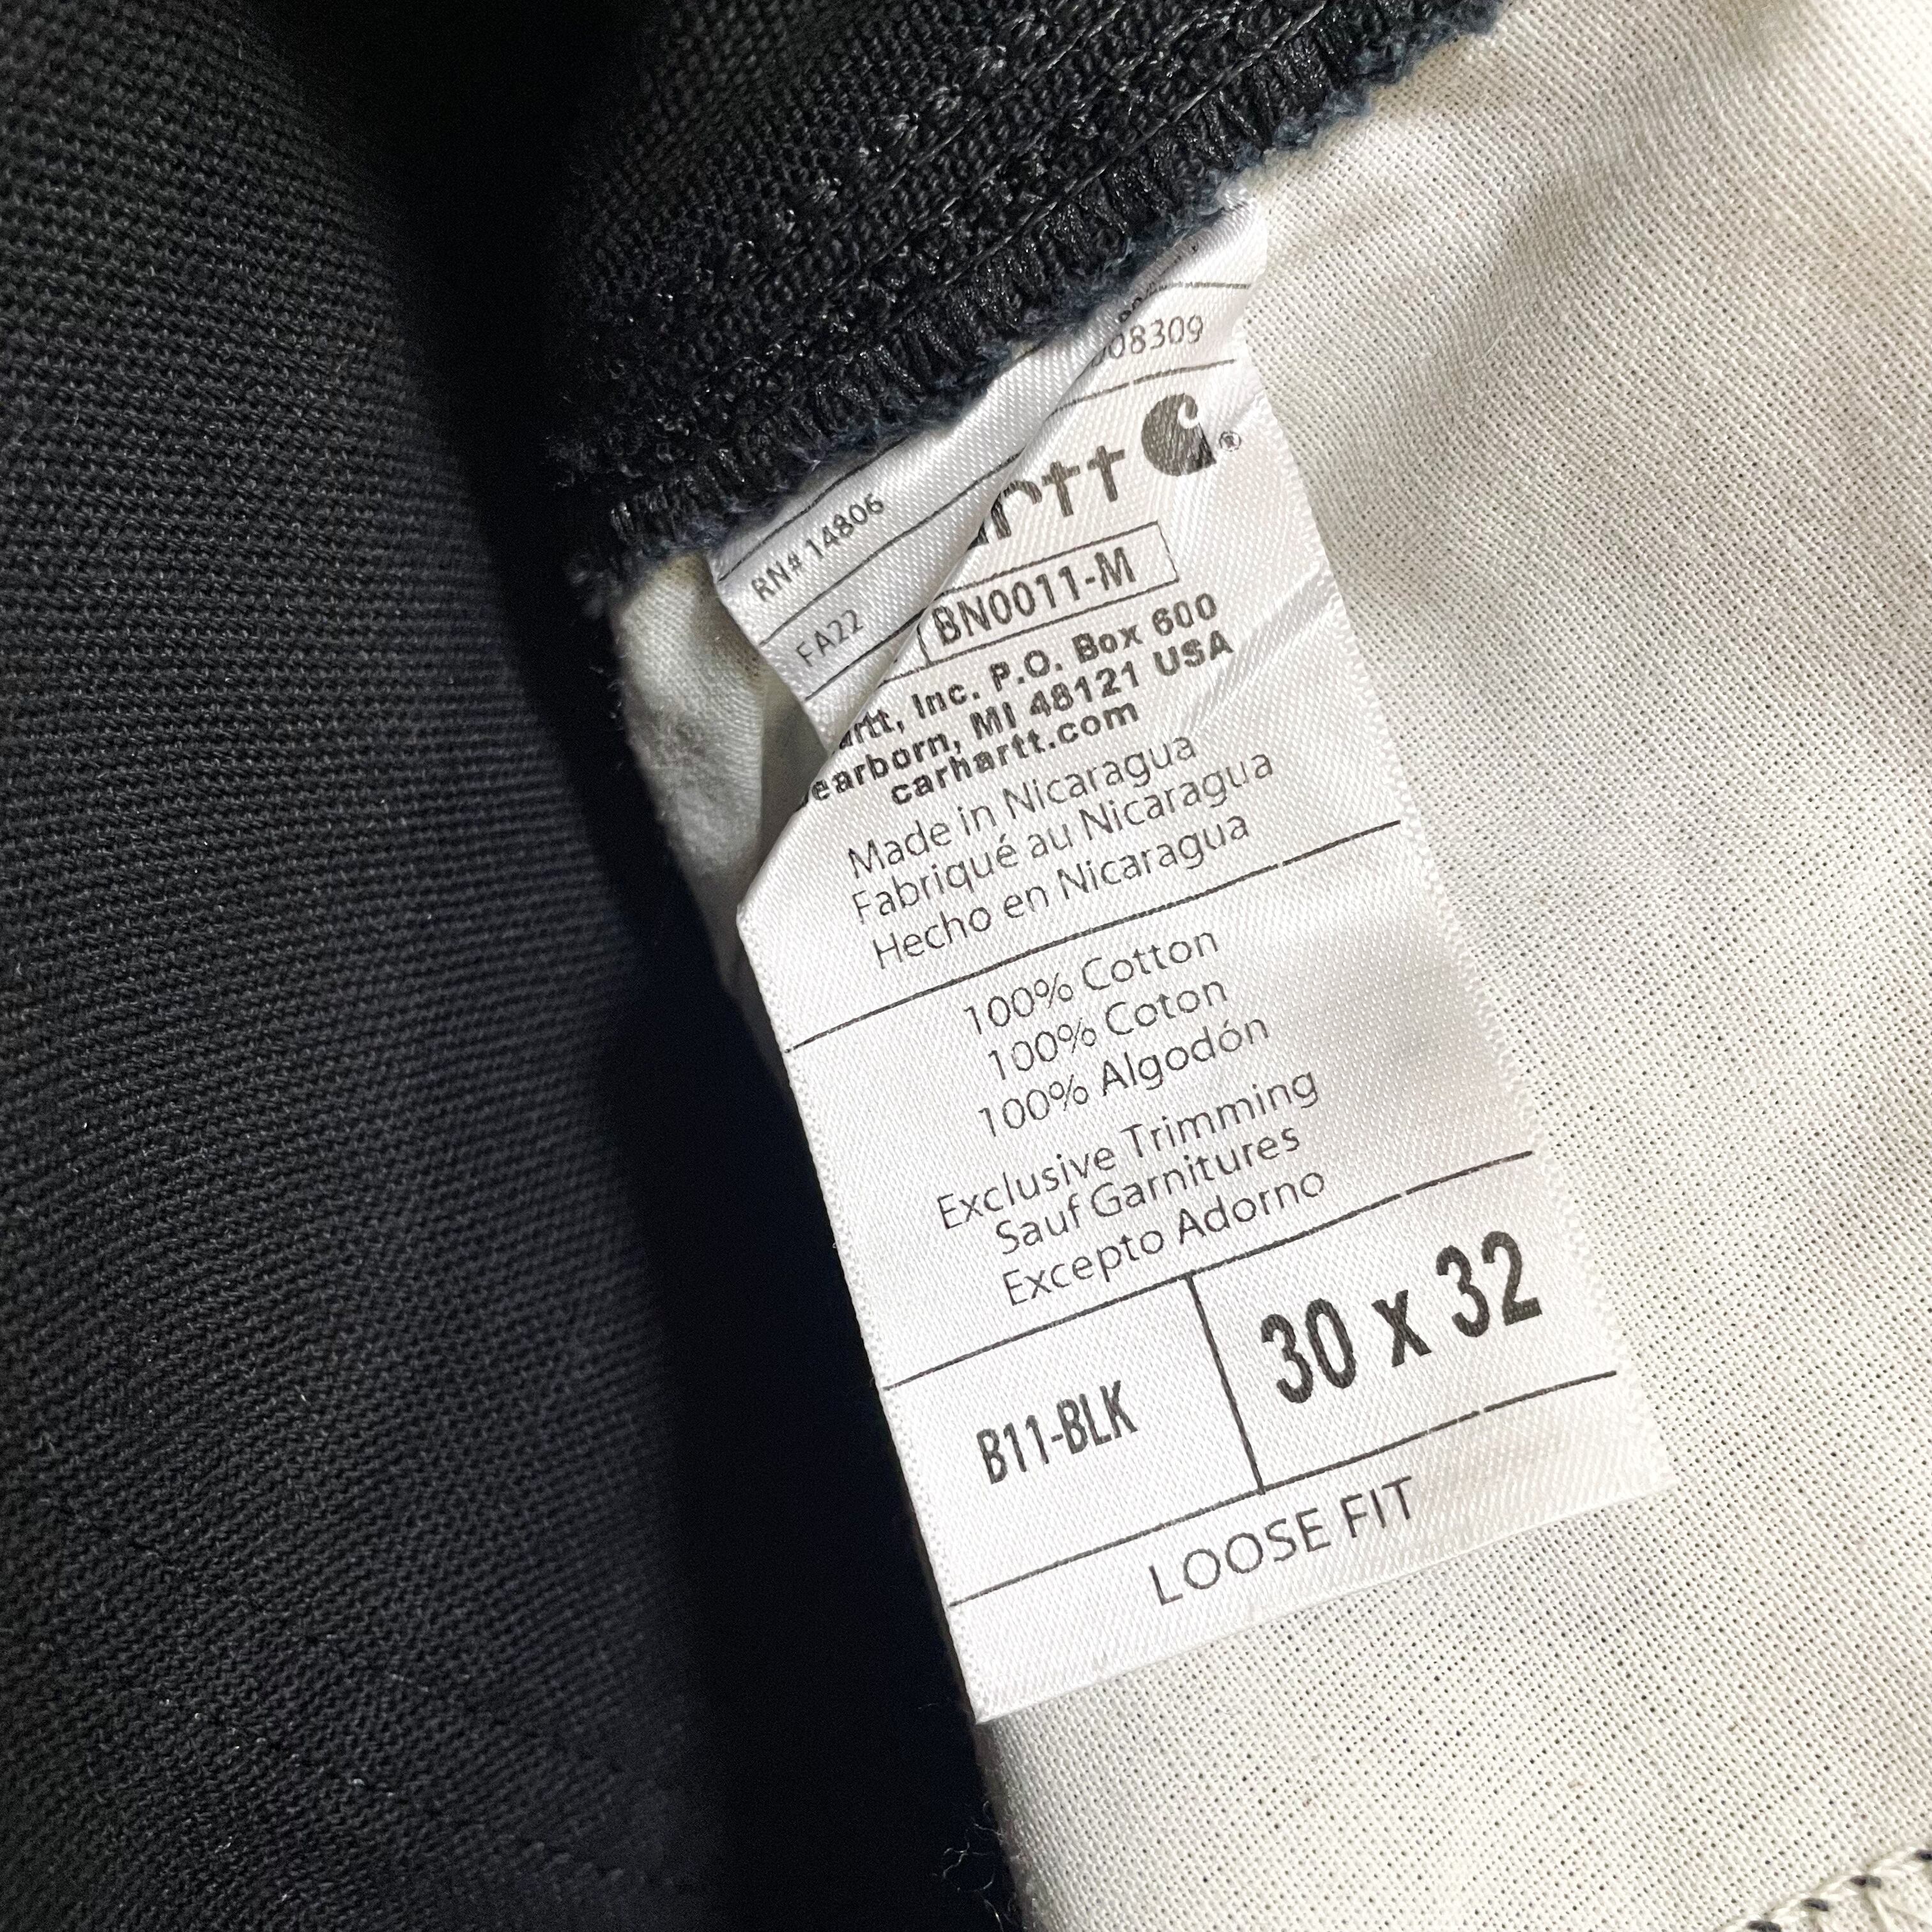 RN# 14806
FA22
08309
BN0011-M
Inc. P.O. Box 600
MI 48121 USA
carhartt.com
Made in Nicaragua
Fabriqué au Nicaragua
Hecho en Nicaragua
100% Cotton
100% Coton
100% Algodón
Exclusive Trimming
Sauf Garnitures
Excepto Adorno
B11-BLK
30 x 32
LOOSE FIT